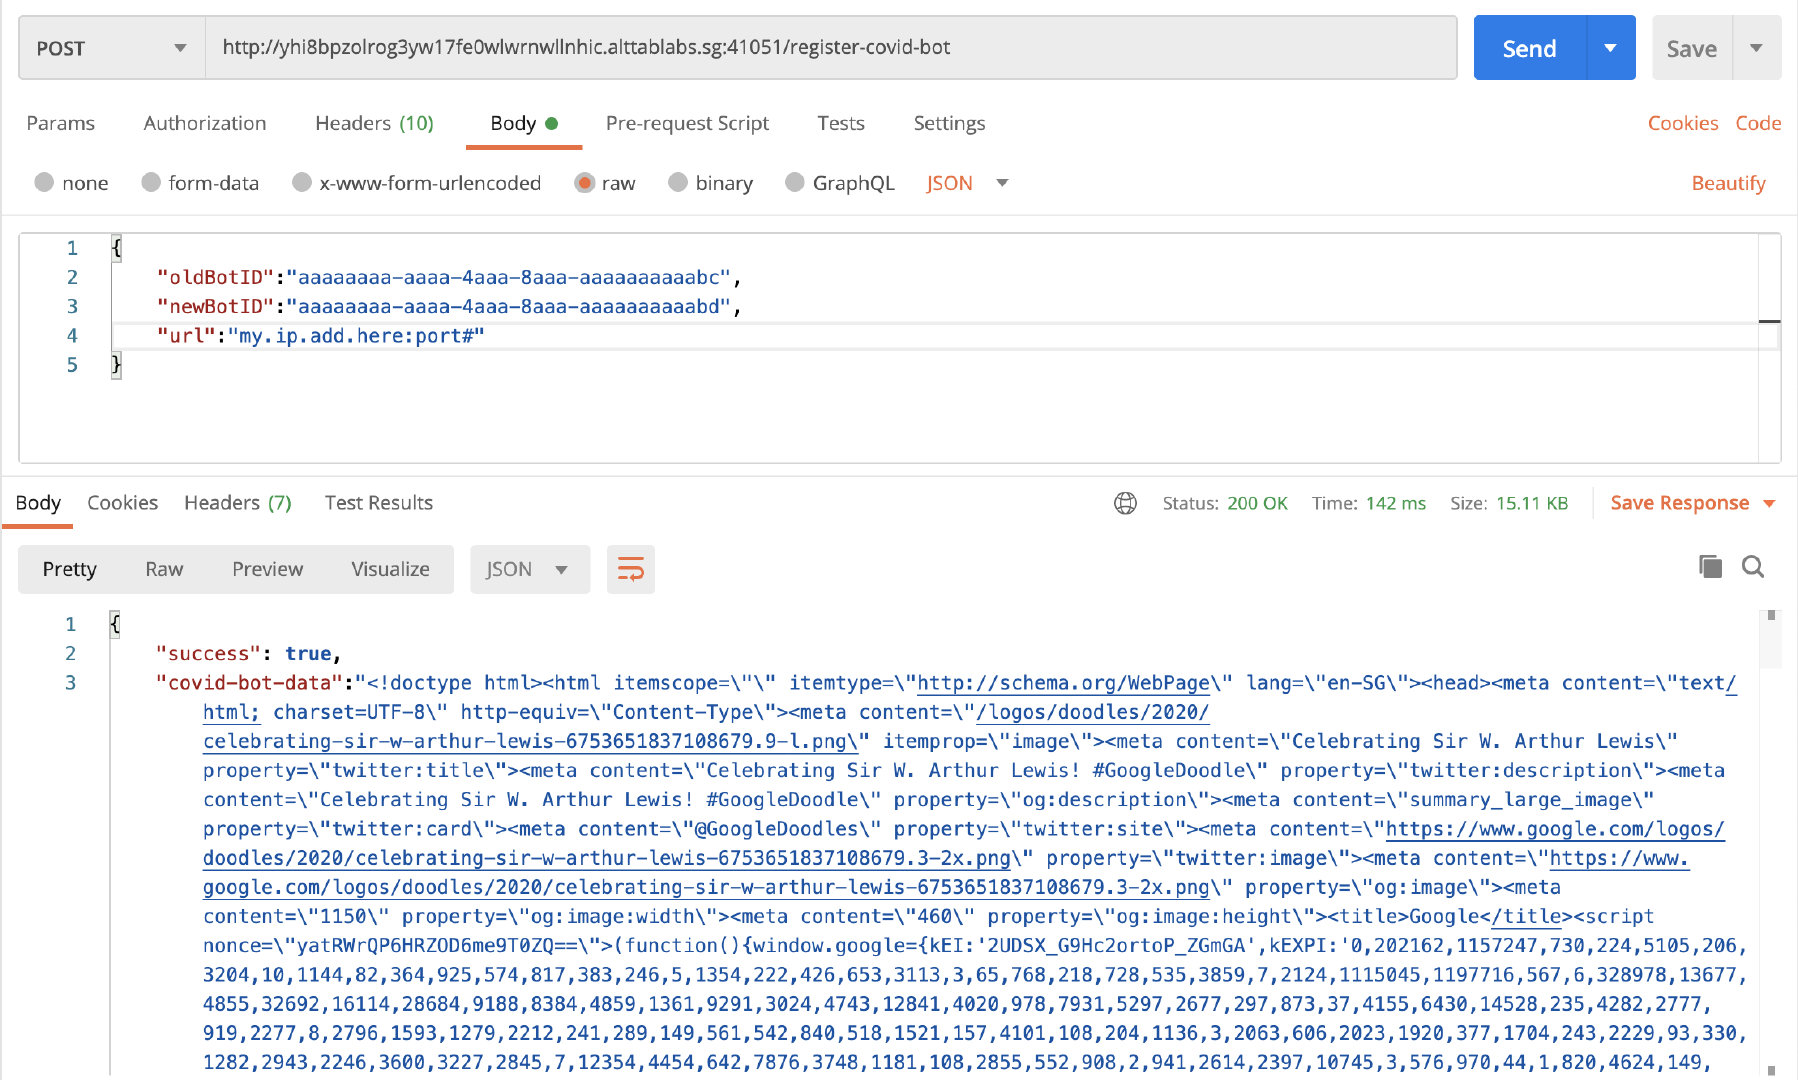 POST http://yhi8bpzolrog3yw17fe0wlwrnwllnhic.alttablabs.sg:41051/register-covid-bot Send Save
Params Authorization Headers (10) Body Pre-request Script Tests Settings Cookies Code
none form-data x-www-form-urlencoded raw binary GraphQL JSON Beautify
1 {
2 "oldBotID":"aaaaaaaa-aaaa-4aaa-8aaa-aaaaaaaaaabc",
3 "newBotID":"aaaaaaaa-aaaa-4aaa-8aaa-aaaaaaaaaabd",
4 "url":"my.ip.add.here:port#"
5 }
Body Cookies Headers (7) Test Results Status: 200 OK Time: 142 ms Size: 15.11 KB Save Response
Pretty Raw Preview Visualize JSON
1 {
2 "success": true,
3 "covid-bot-data":"<!doctype html><html itemscope=\"\" itemtype=\"http://schema.org/WebPage\" lang=\"en-SG\"><head><meta content=\"text/
html; charset=UTF-8\" http-equiv=\"Content-Type\"><meta content=\"/logos/doodles/2020/
celebrating-sir-w-arthur-lewis-6753651837108679.9-l.png\" itemprop=\"image\"><meta content=\"Celebrating Sir W. Arthur Lewis\"
property=\"twitter:title\"><meta content=\"Celebrating Sir W. Arthur Lewis! #GoogleDoodle\" property=\"twitter:description\"><meta
content=\"Celebrating Sir W. Arthur Lewis! #GoogleDoodle\" property=\"og:description\"><meta content=\"summary_large_image\"
property=\"twitter:card\"><meta content=\"@GoogleDoodles\" property=\"twitter:site\"><meta content=\"https://www.google.com/logos/
doodles/2020/celebrating-sir-w-arthur-lewis-6753651837108679.3-2x.png\" property=\"twitter:image\"><meta content=\"https://www.
google.com/logos/doodles/2020/celebrating-sir-w-arthur-lewis-6753651837108679.3-2x.png\" property=\"og:image\"><meta
content=\"1150\" property=\"og:image:width\"><meta content=\"460\" property=\"og:image:height\"><title>Google</title><script
nonce=\"yatRWrQP6HRZOD6me9T0ZQ==\">(function(){window.google={kEI:'2UDSX_G9Hc2ortoP_ZGmGA',kEXPI:'0,202162,1157247,730,224,5105,206,
3204,10,1144,82,364,925,574,817,383,246,5,1354,222,426,653,3113,3,65,768,218,728,535,3859,7,2124,1115045,1197716,567,6,328978,13677,
4855,32692,16114,28684,9188,8384,4859,1361,9291,3024,4743,12841,4020,978,7931,5297,2677,297,873,37,4155,6430,14528,235,4282,2777,
919,2277,8,2796,1593,1279,2212,241,289,149,561,542,840,518,1521,157,4101,108,204,1136,3,2063,606,2023,1920,377,1704,243,2229,93,330,
1282,2943,2246,3600,3227,2845,7,12354,4454,642,7876,3748,1181,108,2855,552,908,2,941,2614,2397,10745,3,576,970,44,1,820,4624,149,